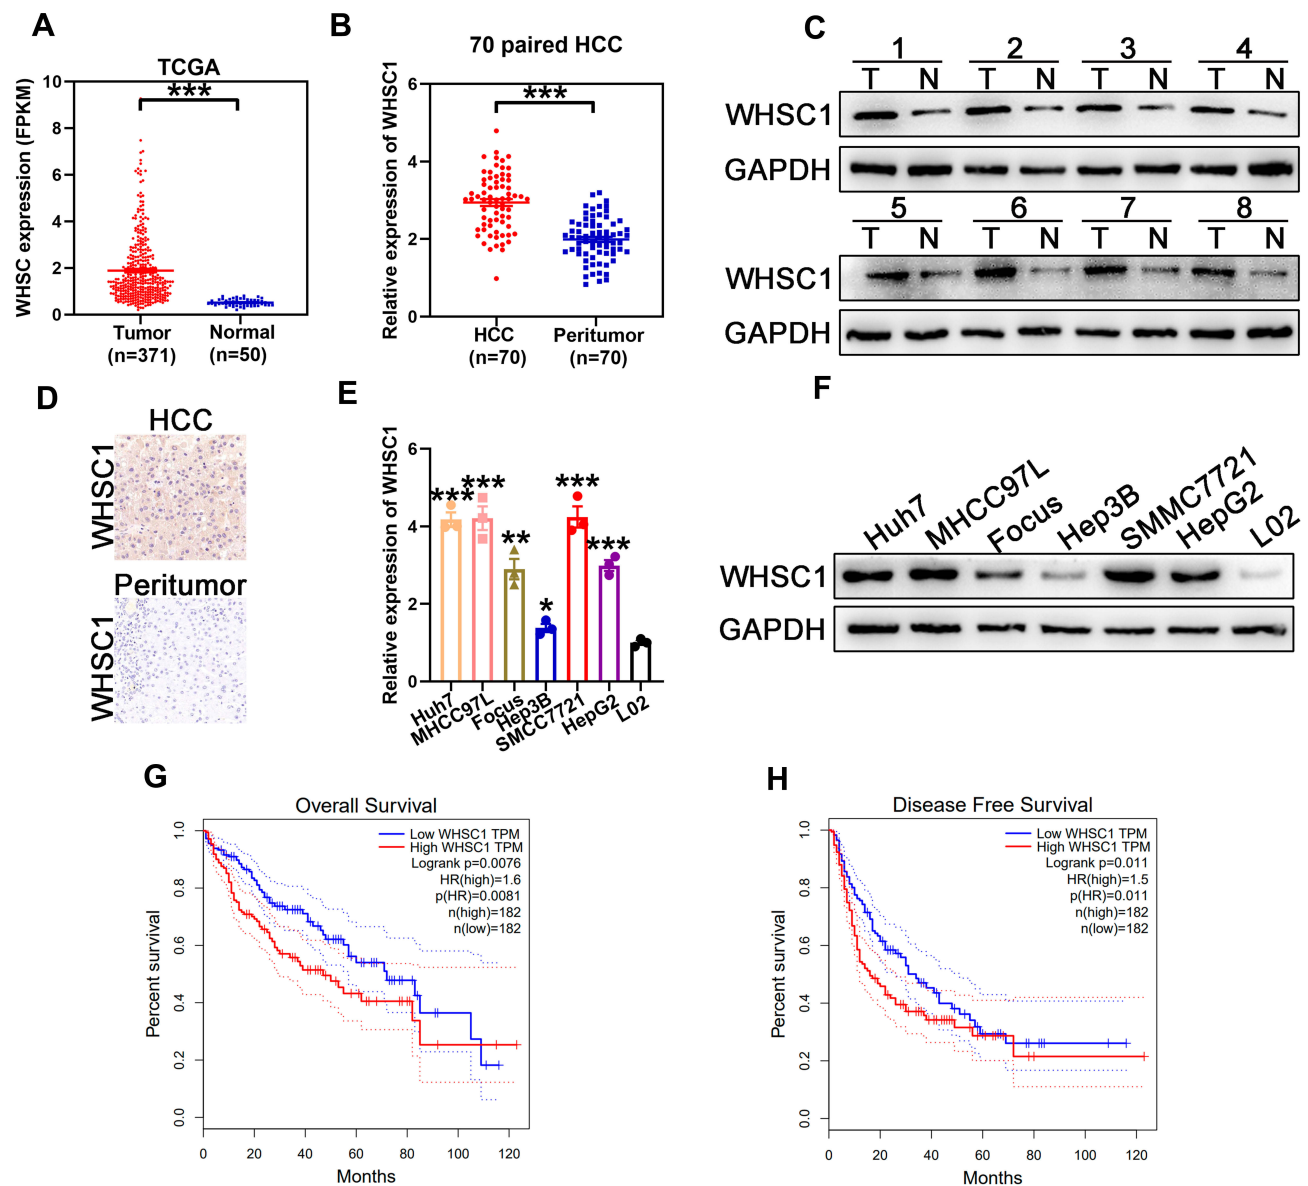 A
TCGA
WHSC expression (FPKM)
10
8
6
4
2
0
***
Tumor
(n=371)
Normal
(n=50)
B
70 paired HCC
Relative expression of WHSC1
6
4
2
0
***
HCC
(n=70)
Peritumor
(n=70)
C
1 2 3 4
T N T N T N T N
WHSC1
GAPDH
5 6 7 8
T N T N T N T N
WHSC1
GAPDH
D
HCC
WHSC1
Peritumor
WHSC1
E
Relative expression of WHSC1
6
4
2
0
*** *** ** * *** ***
Huh7
MHCC97L
Focus
Hep3B
SMCC7721
HepG2
L02
F
Huh7
MHCC97L
Focus
Hep3B
SMMC7721
HepG2
L02
WHSC1
GAPDH
G
Overall Survival
Low WHSC1 TPM
High WHSC1 TPM
Logrank p=0.0076
HR(high)=1.6
p(HR)=0.0081
n(high)=182
n(low)=182
Percent survival
1.0
0.8
0.6
0.4
0.2
0.0
0 20 40 60 80 100 120
Months
H
Disease Free Survival
Low WHSC1 TPM
High WHSC1 TPM
Logrank p=0.011
HR(high)=1.5
p(HR)=0.011
n(high)=182
n(low)=182
Percent survival
1.0
0.8
0.6
0.4
0.2
0.0
0 20 40 60 80 100 120
Months